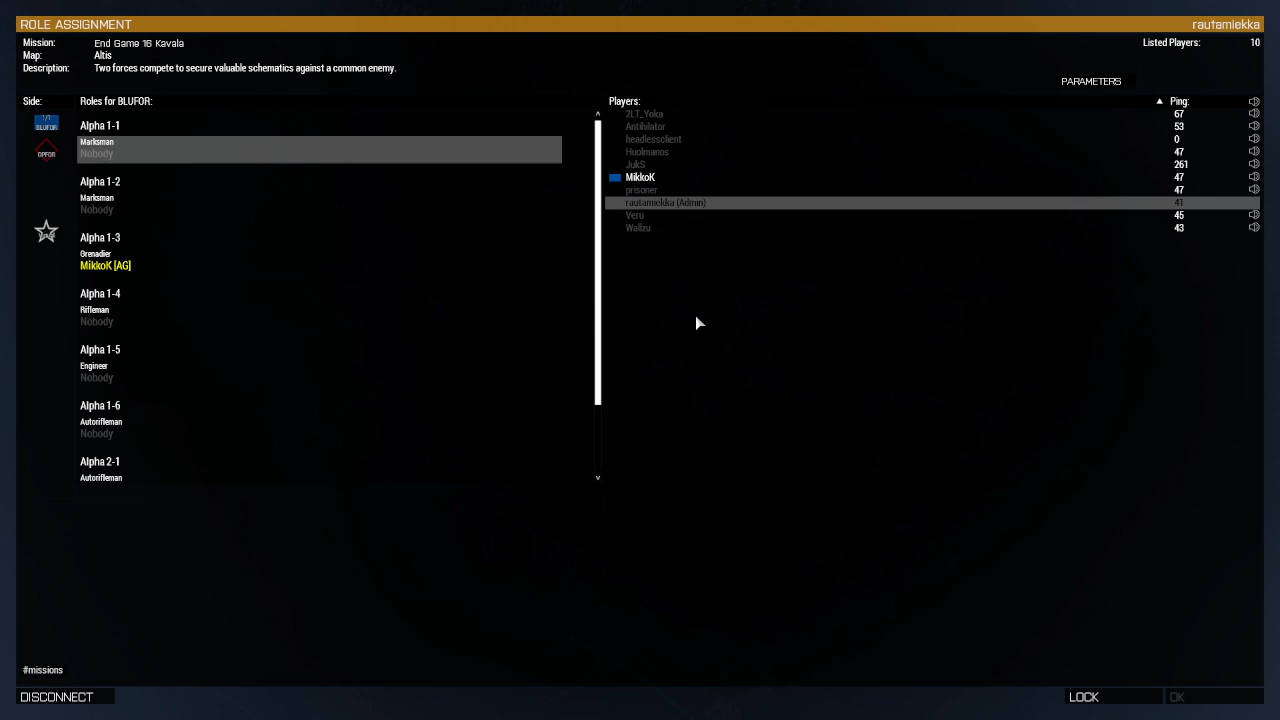 ROLE ASSIGNMENT rautamiekka
Mission: End Game 16 Kavala Listed Players: 10
Map: Altis
Description: Two forces compete to secure valuable schematics against a common enemy.
PARAMETERS
Side: Roles for BLUFOR: Players: Ping:
1/1
BLUFOR
OPFOR
Alpha 1-1
Marksman
Nobody
Alpha 1-2
Marksman
Nobody
Alpha 1-3
Grenadier
MikkoK [AG]
Alpha 1-4
Rifleman
Nobody
Alpha 1-5
Engineer
Nobody
Alpha 1-6
Autorifleman
Nobody
Alpha 2-1
Autorifleman
2LT_Yoka 67
Antihilator 53
headlessclient 0
Huolmanos 47
JukS 261
MikkoK 47
prisoner 47
rautamiekka (Admin) 41
Veru 45
Wallzu 43
#missions
DISCONNECT LOCK OK